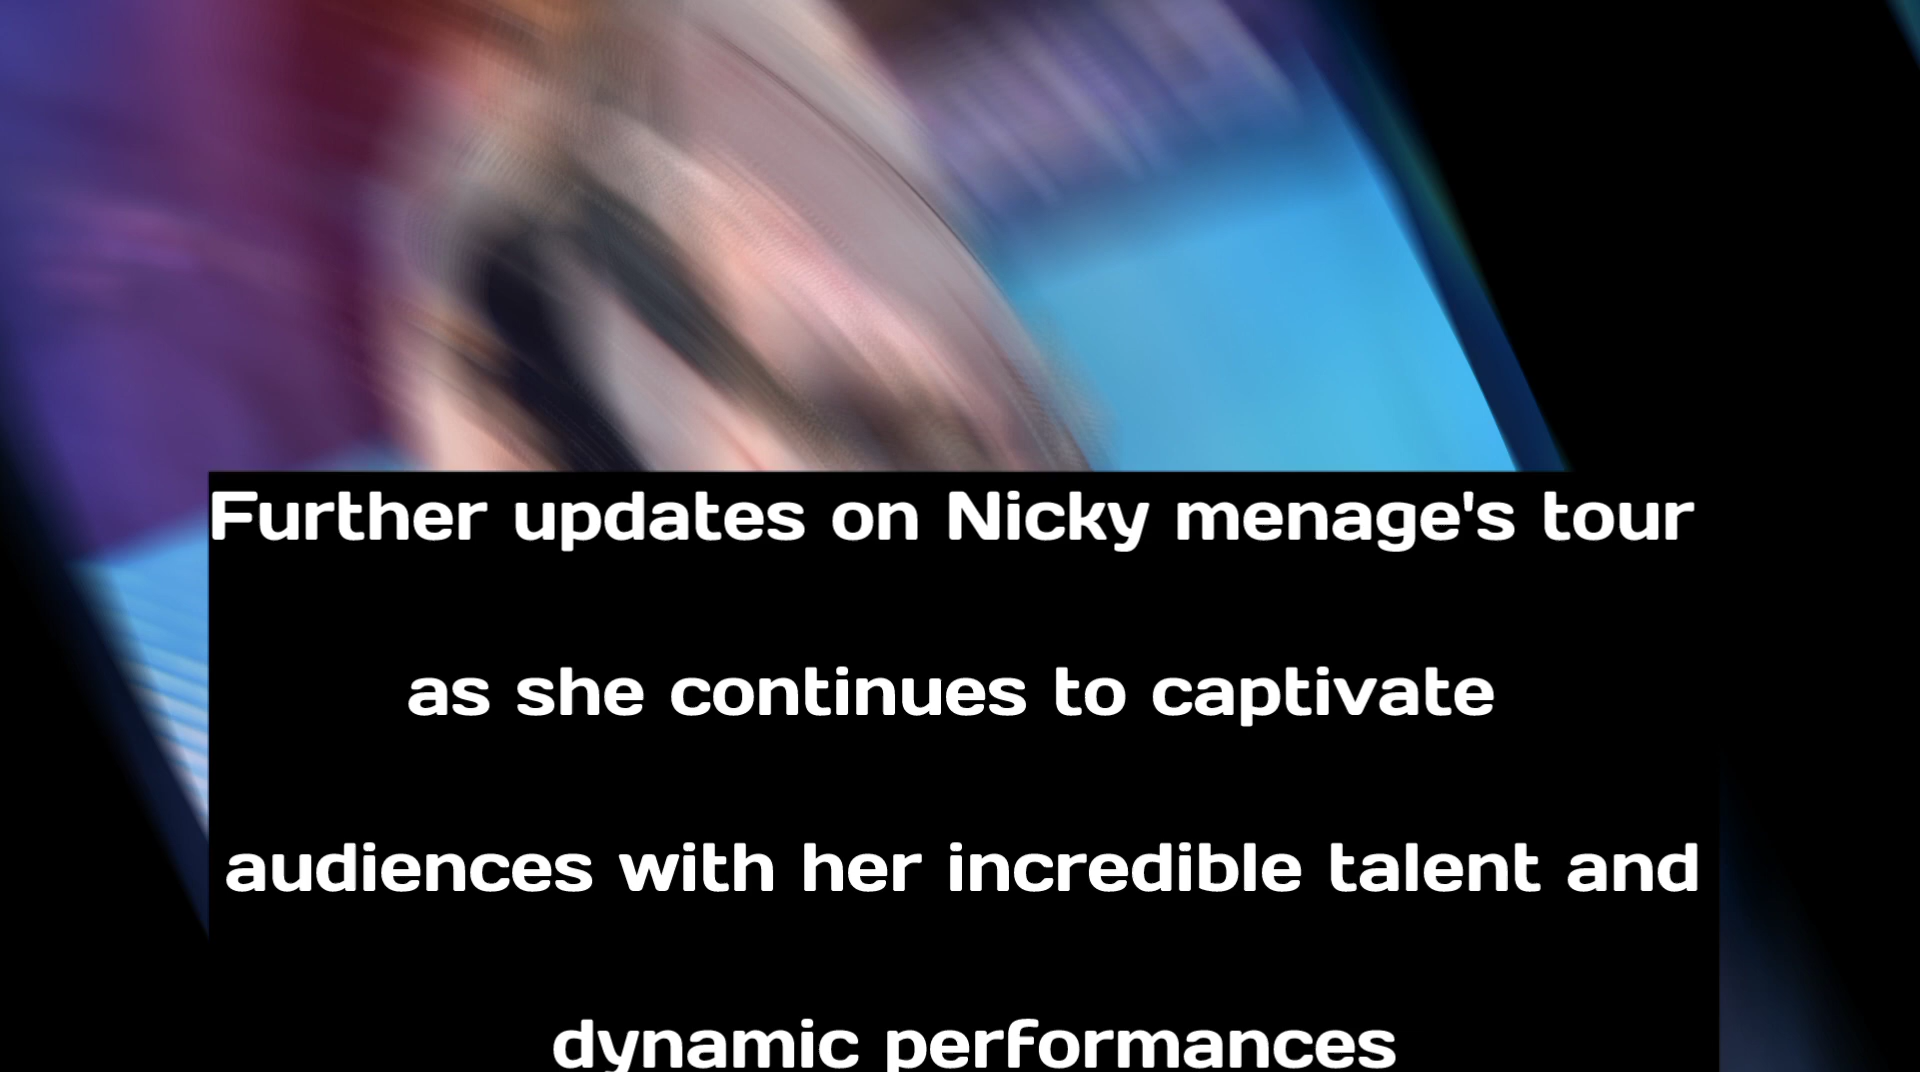 Further updates on Nicky menage's tour
as she continues to captivate
audiences with her incredible talent and
dynamic performances